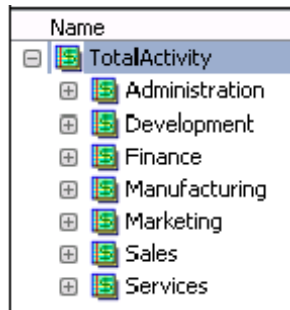 Name
TotalActivity
Administration
Development
Finance
Manufacturing
Marketing
Sales
Services